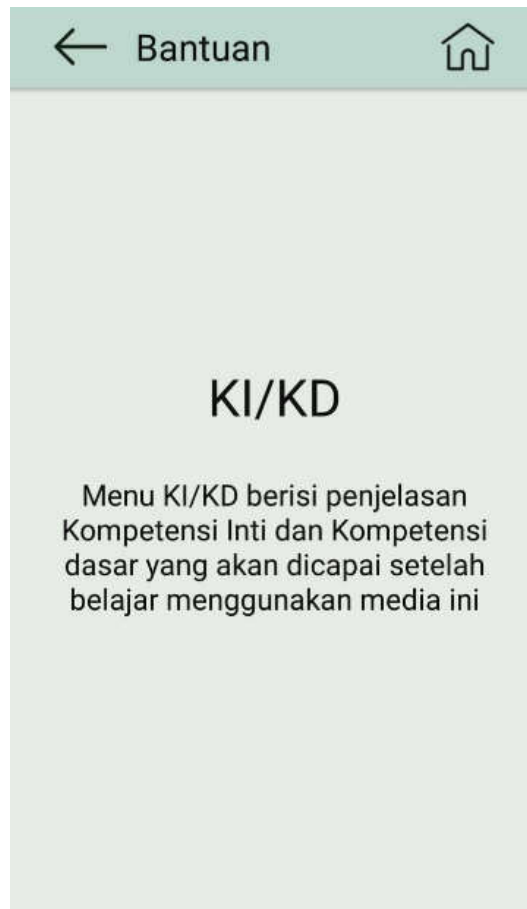 Bantuan
KI/KD
Menu KI/KD berisi penjelasan
Kompetensi Inti dan Kompetensi
dasar yang akan dicapai setelah
belajar menggunakan media ini